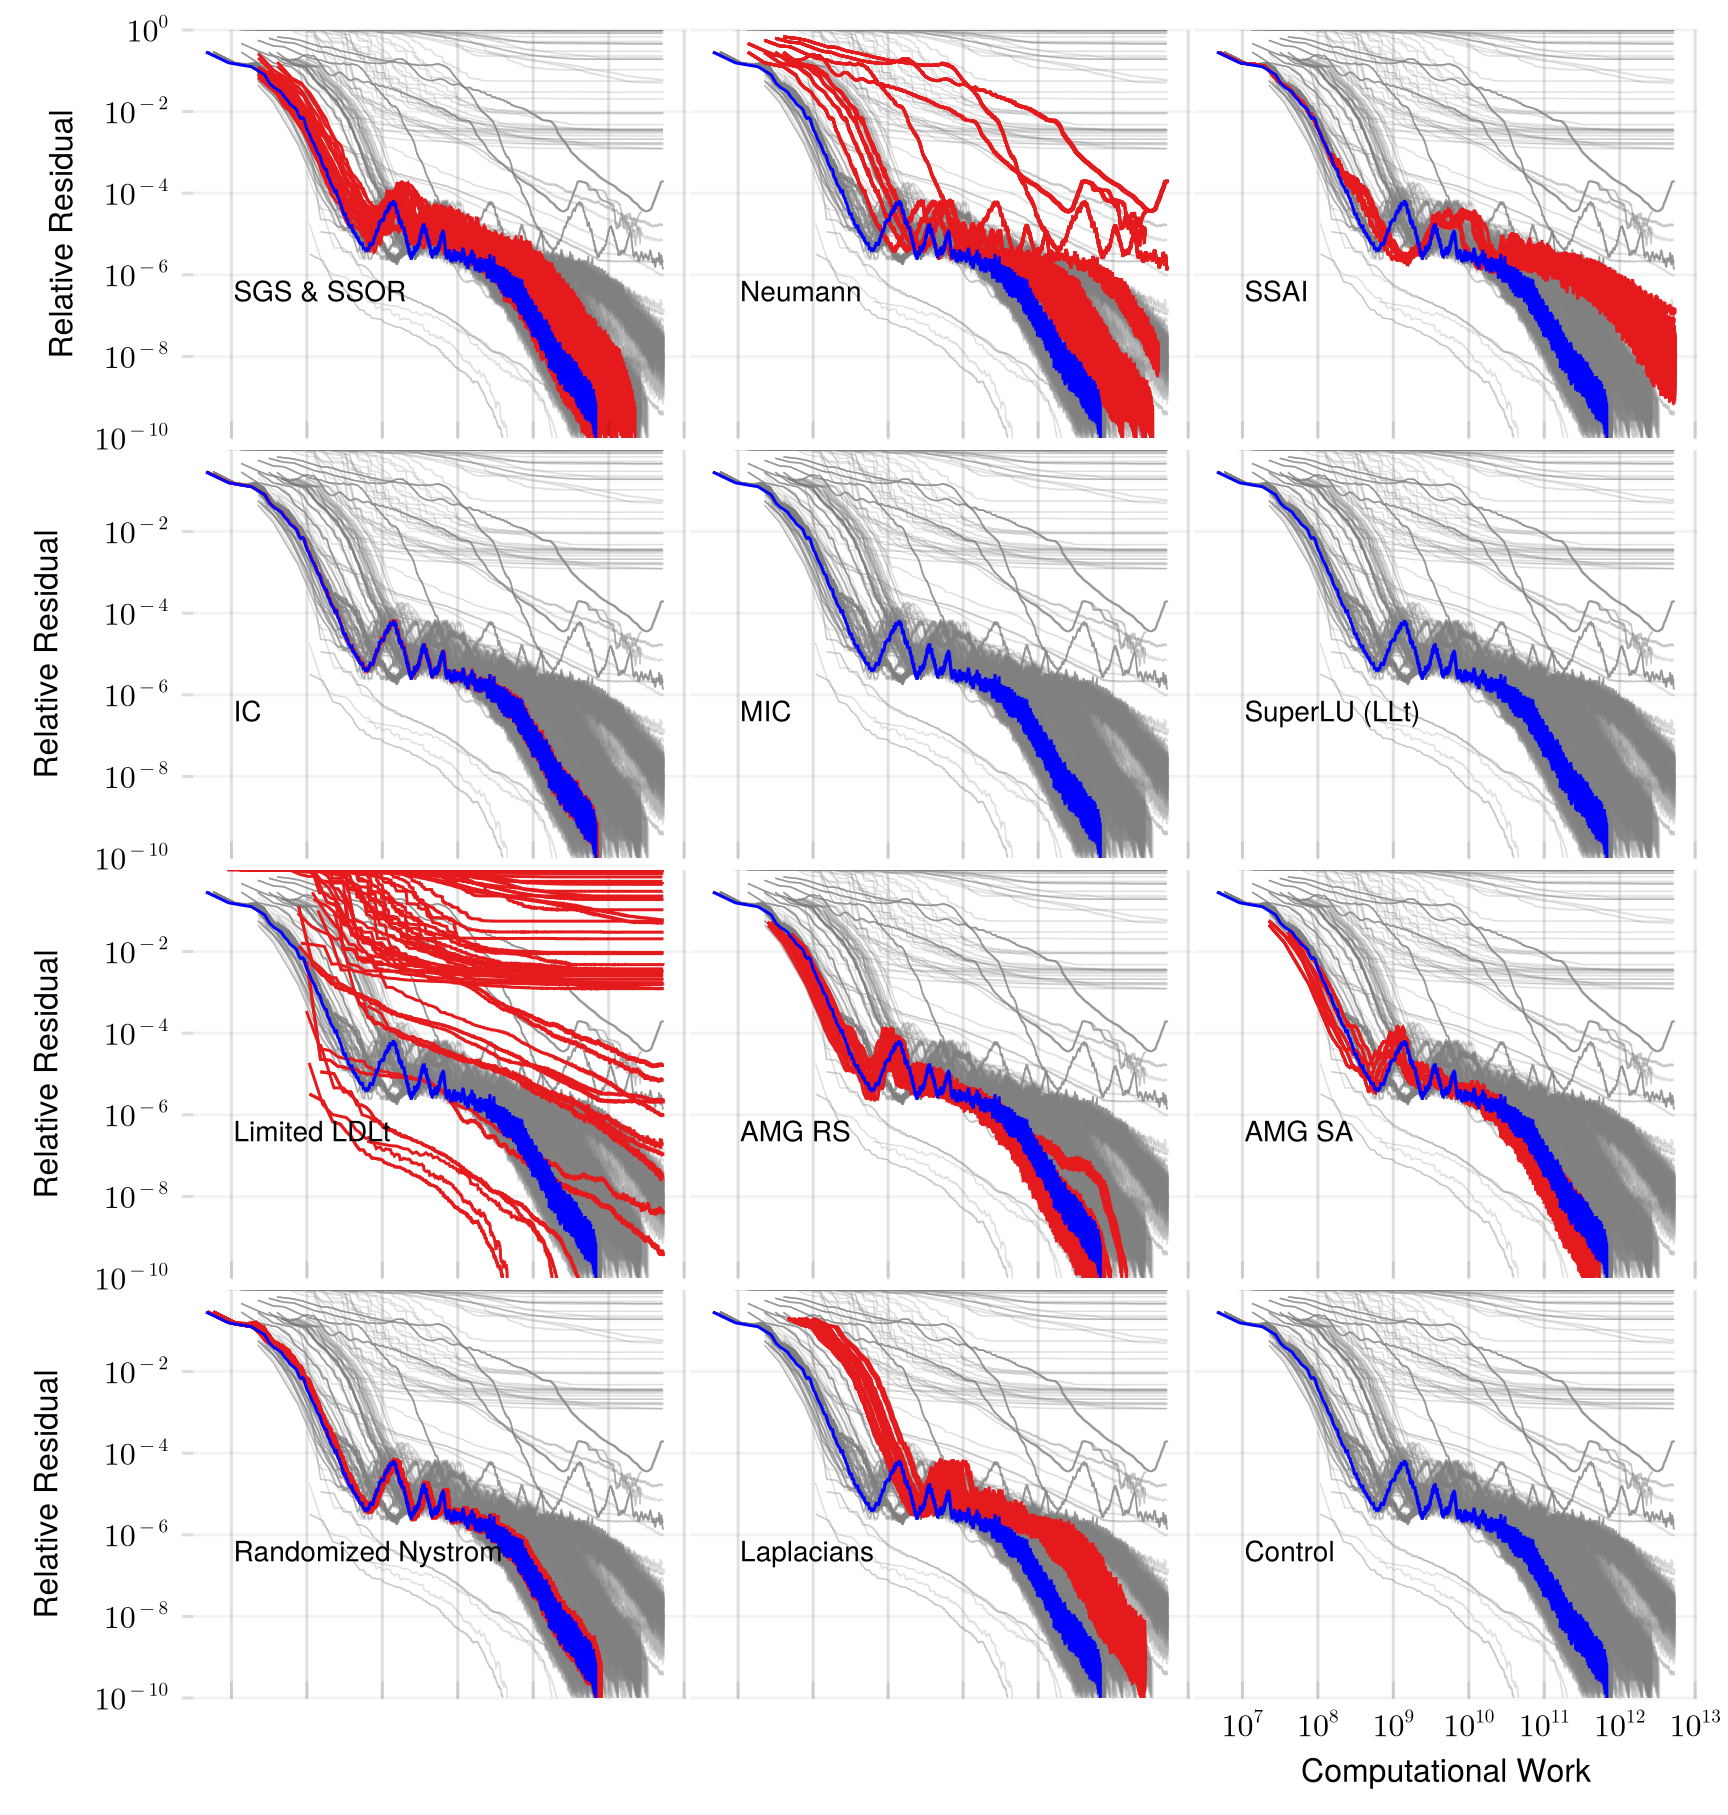 10^0
10^−2
10^−4
10^−6
10^−8
10^−10
Relative Residual
SGS & SSOR
Neumann
SSAI
10^−2
10^−4
10^−6
10^−8
10^−10
Relative Residual
IC
MIC
SuperLU (LLt)
10^−2
10^−4
10^−6
10^−8
10^−10
Relative Residual
Limited LDLt
AMG RS
AMG SA
10^−2
10^−4
10^−6
10^−8
10^−10
Relative Residual
Randomized Nystrom
Laplacians
Control
10^7 10^8 10^9 10^10 10^11 10^12 10^13
Computational Work